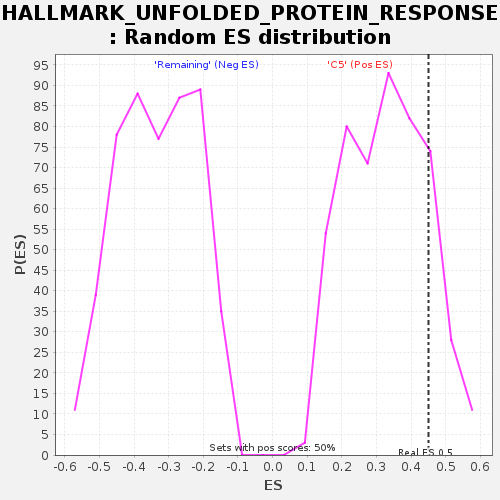 HALLMARK_UNFOLDED_PROTEIN_RESPONSE
: Random ES distribution
'Remaining' (Neg ES) 'C5' (Pos ES)
95
90
85
80
75
70
65
60
55
50
45
40
35
30
25
20
15
10
5
0
P(ES)
Sets with pos scores: 50%
Real ES 0.5
-0.6 -0.5 -0.4 -0.3 -0.2 -0.1 0.0 0.1 0.2 0.3 0.4 0.5 0.6
ES